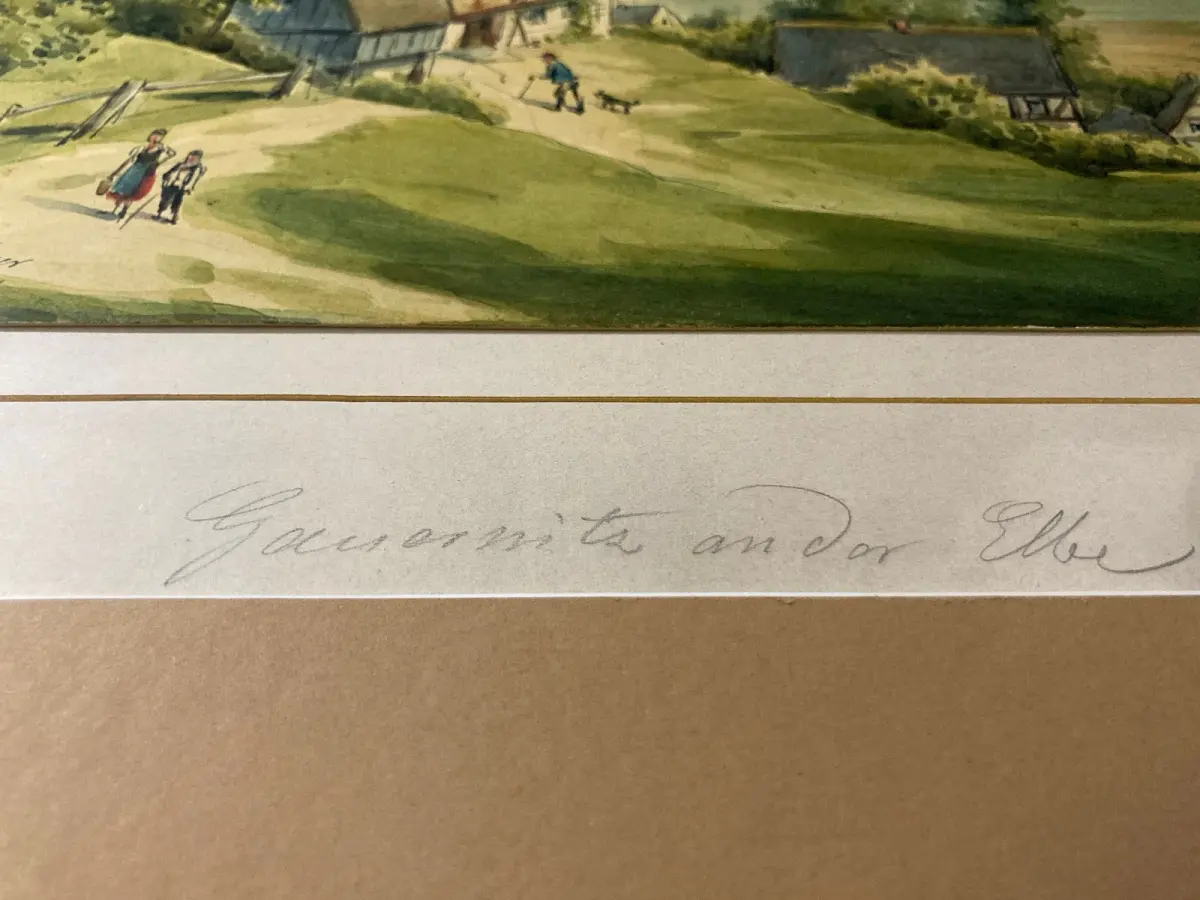 Gauernitz an der Elbe